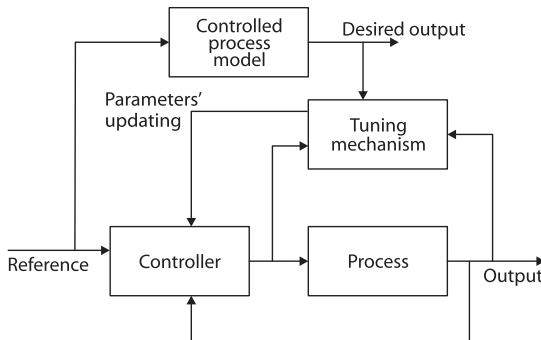 Controlled
process
model
Desired output
Parameters'
updating
Tuning
mechanism
Reference
Controller
Process
Output